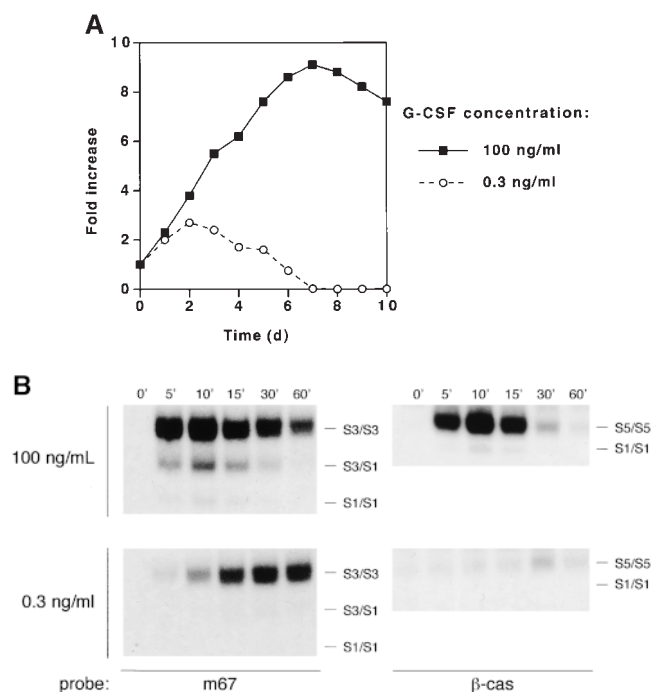 A
10
8
6
4
2
0
Fold increase
0 2 4 6 8 10
Time (d)
G-CSF concentration:
100 ng/ml
0.3 ng/ml
B
0' 5' 10' 15' 30' 60' 0' 5' 10' 15' 30' 60'
100 ng/mL
S3/S3
S3/S1
S1/S1
S5/S5
S1/S1
0.3 ng/ml
S3/S3
S3/S1
S1/S1
S5/S5
S1/S1
probe: m67 β-cas